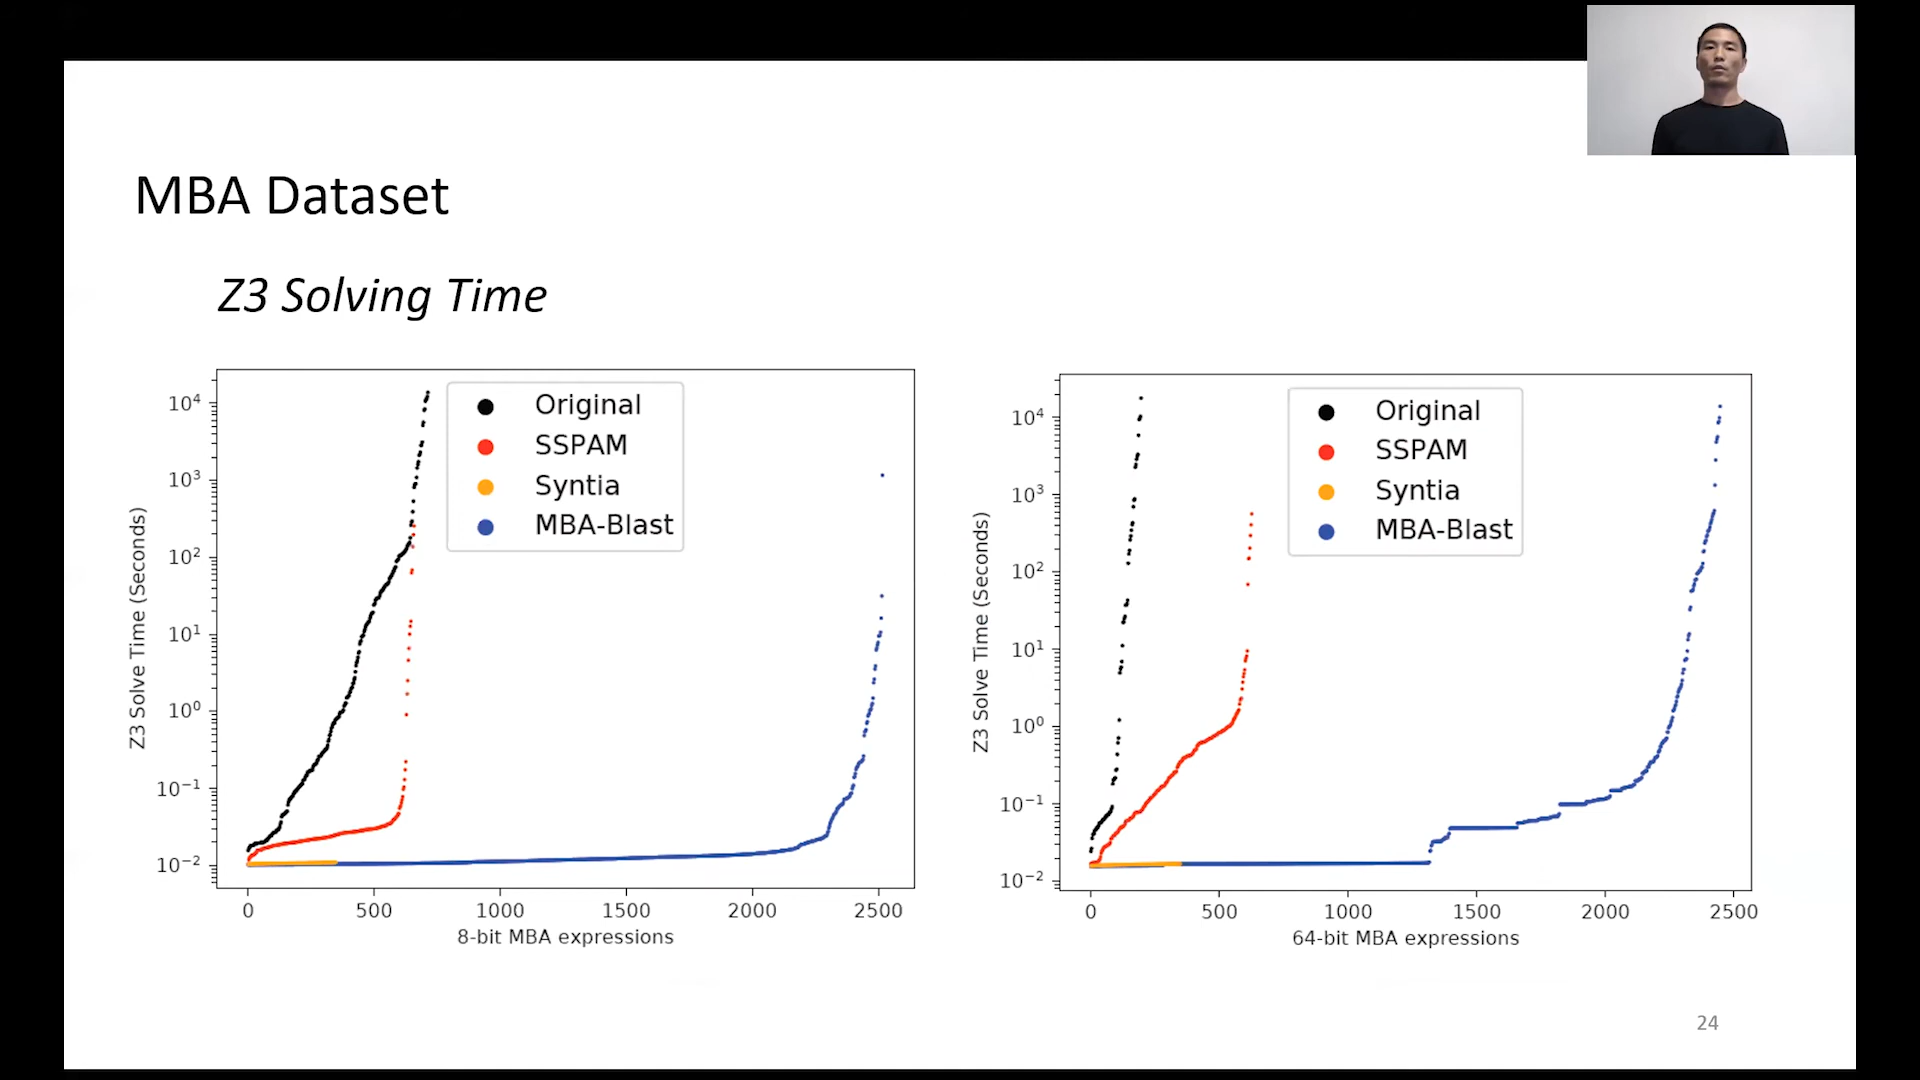 MBA Dataset
Z3 Solving Time
Z3 Solve Time (Seconds)
10⁴
10³
10²
10¹
10⁰
10⁻¹
10⁻²
Original
SSPAM
Syntia
MBA-Blast
0 500 1000 1500 2000 2500
8-bit MBA expressions
Z3 Solve Time (Seconds)
10⁴
10³
10²
10¹
10⁰
10⁻¹
10⁻²
Original
SSPAM
Syntia
MBA-Blast
0 500 1000 1500 2000 2500
64-bit MBA expressions
24